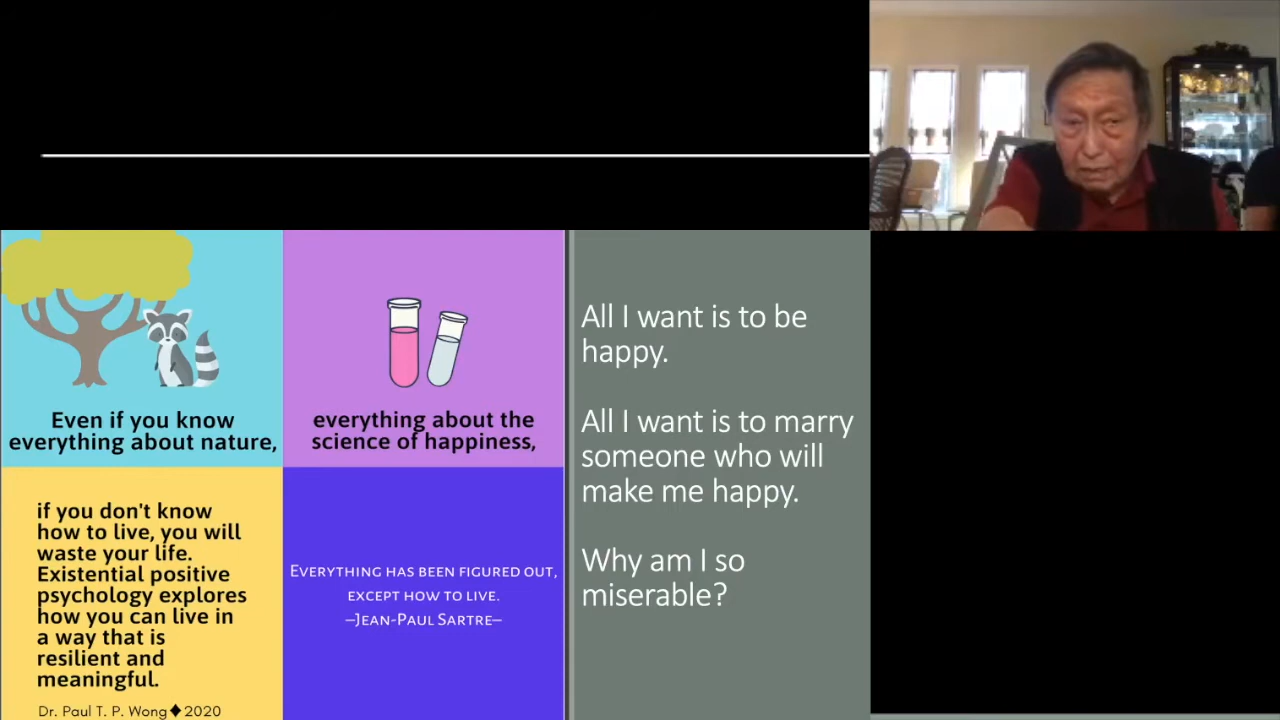 Even if you know
everything about nature,
everything about the
science of happiness,
if you don't know
how to live, you will
waste your life.
Existential positive
psychology explores
how you can live in
a way that is
resilient and
meaningful.
Dr. Paul T. P. Wong♦2020
EVERYTHING HAS BEEN FIGURED OUT,
EXCEPT HOW TO LIVE.
—JEAN-PAUL SARTRE—
All I want is to be
happy.
All I want is to marry
someone who will
make me happy.
Why am I so
miserable?